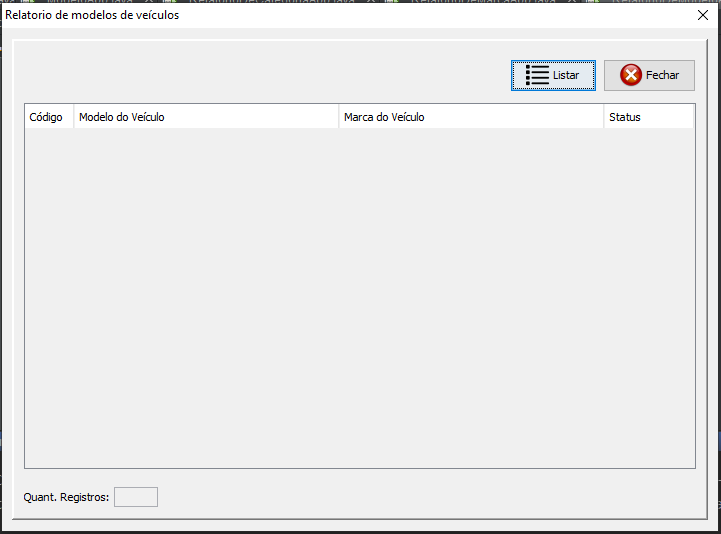 Relatorio de modelos de veículos
Listar
Fechar
Código Modelo do Veículo Marca do Veículo Status
Quant. Registros: